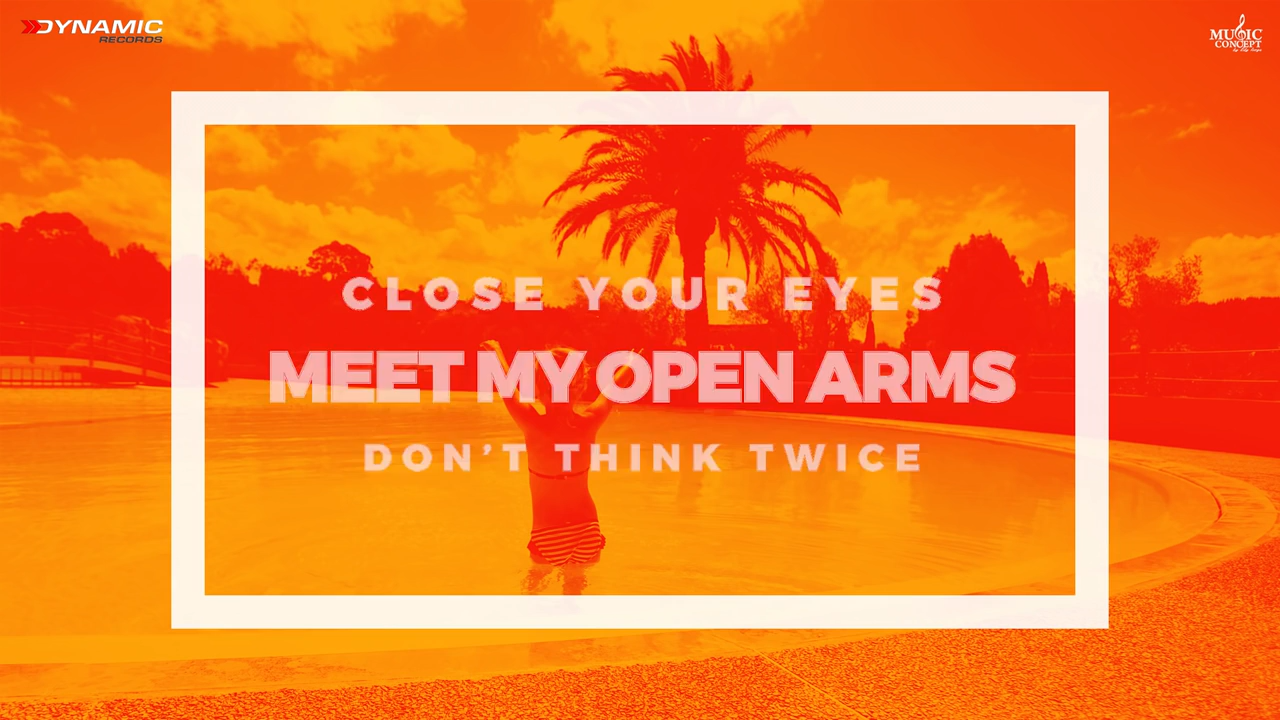 DYNAMIC
RECORDS
MUSIC
CONCEPT
CLOSE YOUR EYES
MEET MY OPEN ARMS
DON'T THINK TWICE